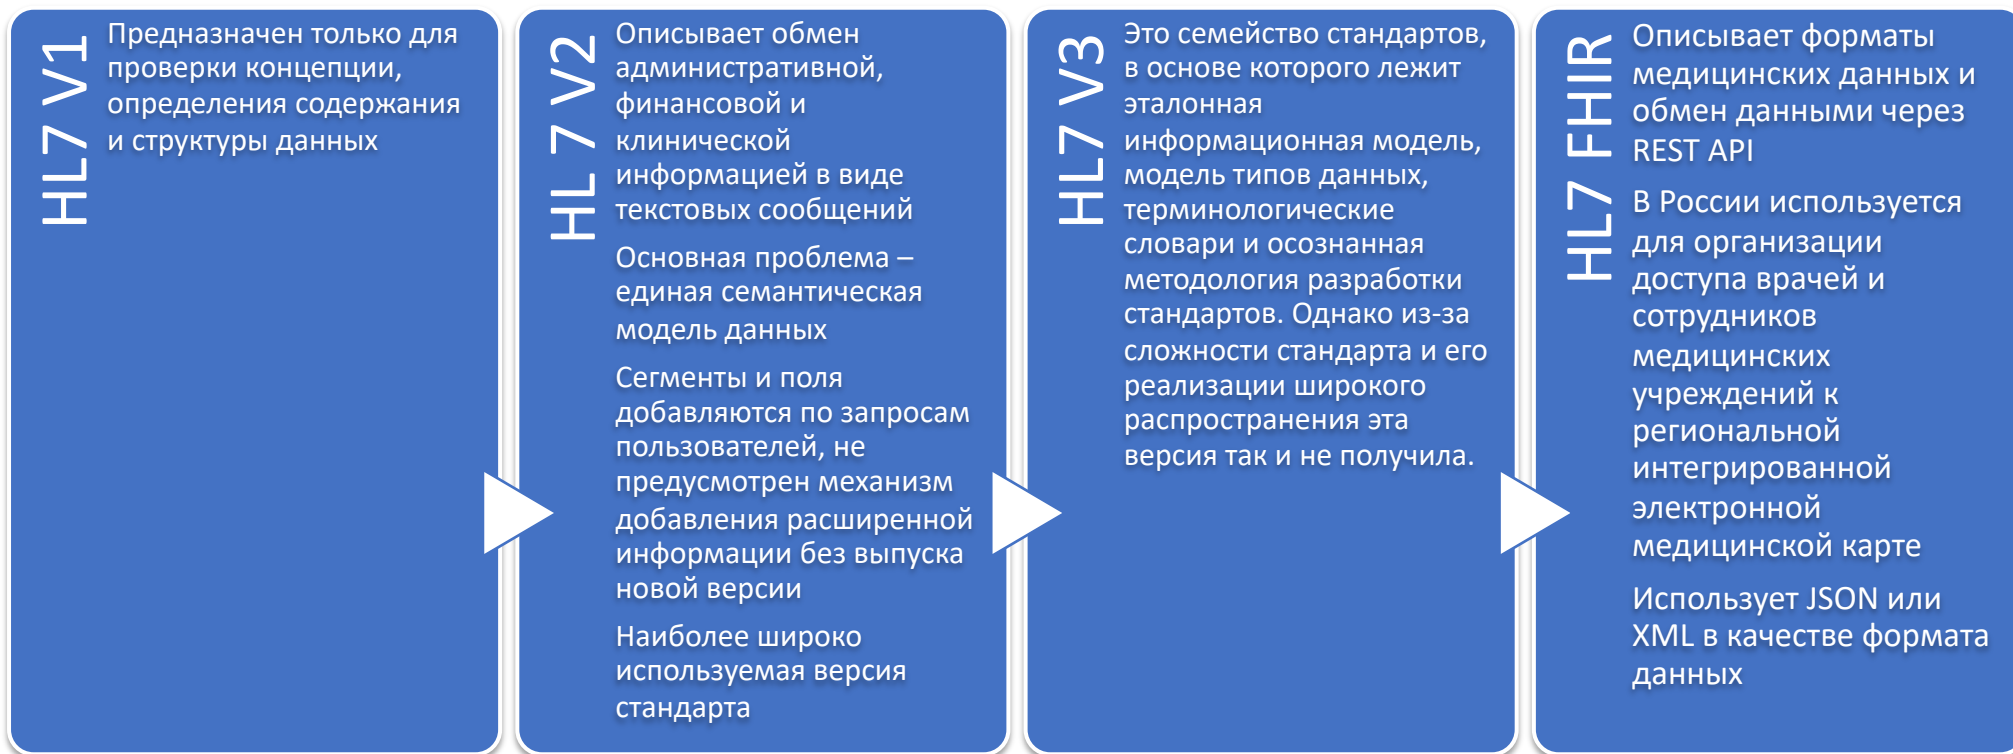 HL7 V1
Предназначен только для
проверки концепции,
определения содержания
и структуры данных
HL 7 V2
Описывает обмен
административной,
финансовой и
клинической
информацией в виде
текстовых сообщений
Основная проблема –
единая семантическая
модель данных
Сегменты и поля
добавляются по запросам
пользователей, не
предусмотрен механизм
добавления расширенной
информации без выпуска
новой версии
Наиболее широко
используемая версия
стандарта
HL7 V3
Это семейство стандартов,
в основе которого лежит
эталонная
информационная модель,
модель типов данных,
терминологические
словари и осознанная
методология разработки
стандартов. Однако из-за
сложности стандарта и его
реализации широкого
распространения эта
версия так и не получила.
HL7 FHIR
Описывает форматы
медицинских данных и
обмен данными через
REST API
В России используется
для организации
доступа врачей и
сотрудников
медицинских
учреждений к
региональной
интегрированной
электронной
медицинской карте
Использует JSON или
XML в качестве формата
данных